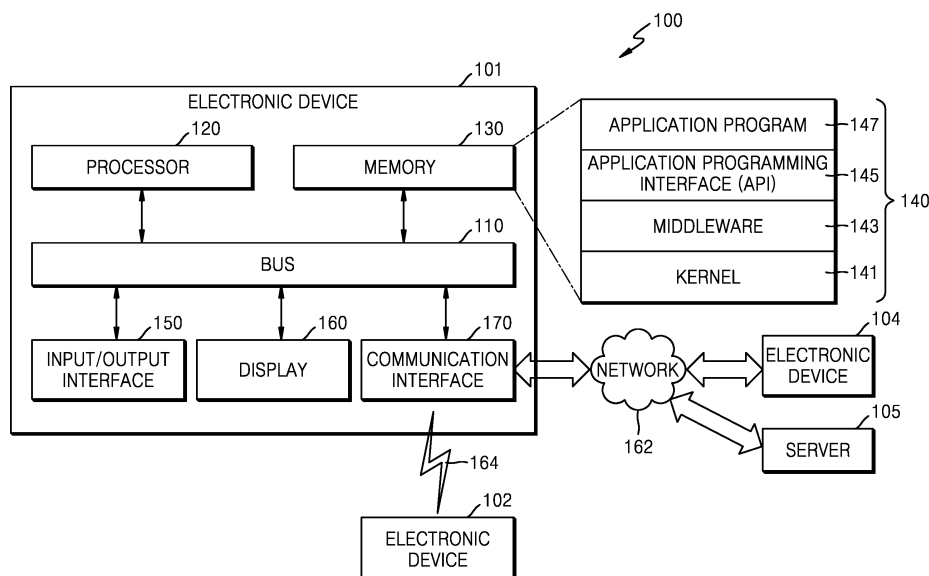 100
101
ELECTRONIC DEVICE
120
130
PROCESSOR
MEMORY
110
BUS
150
160
170
INPUT/OUTPUT
INTERFACE
DISPLAY
COMMUNICATION
INTERFACE
APPLICATION PROGRAM
147
APPLICATION PROGRAMMING
INTERFACE (API)
145
MIDDLEWARE
143
KERNEL
141
140
NETWORK
162
104
ELECTRONIC
DEVICE
105
SERVER
164
102
ELECTRONIC
DEVICE